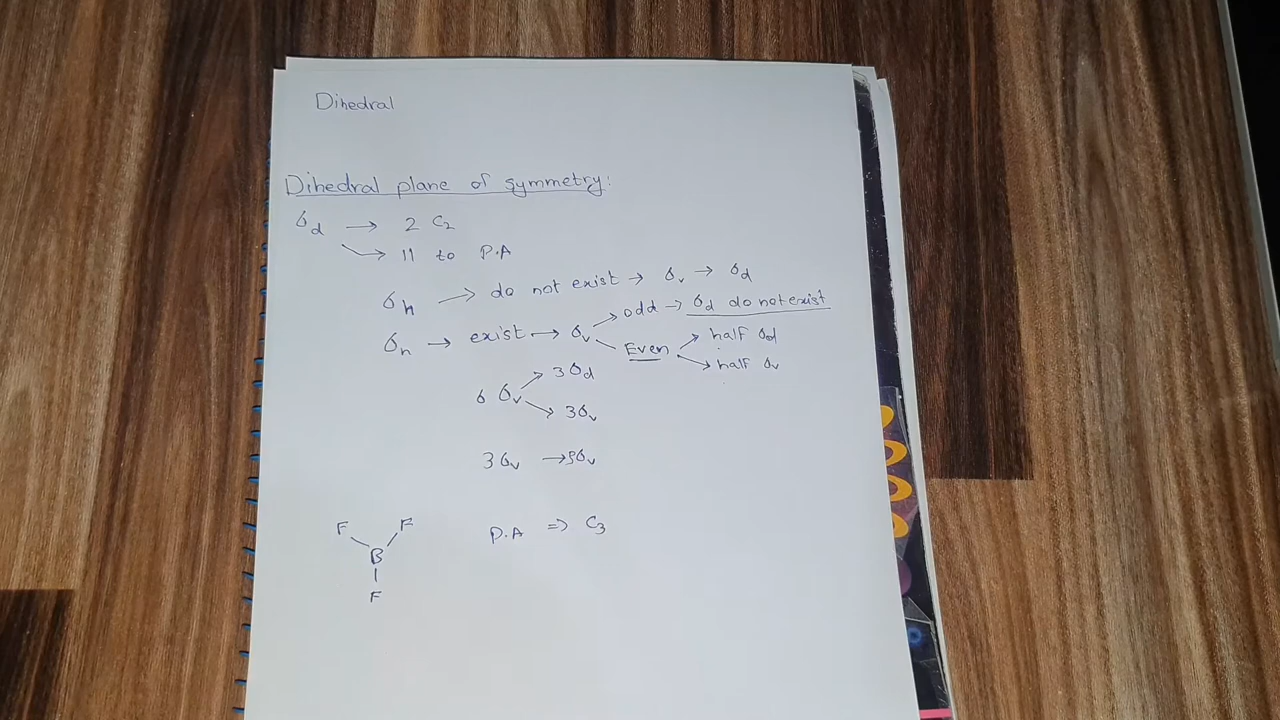 Dihedral
Dihedral plane of symmetry:
σd → 2 C2
→ 11 to P.A
σh → do not exist → σv → σd
σh → exist → σv → odd → σd do not exist
Even → half σd
→ half σv
6 σv → 3σd
→ 3σv
3σv → 3σv
F F
B
F
P.A ⇒ C3